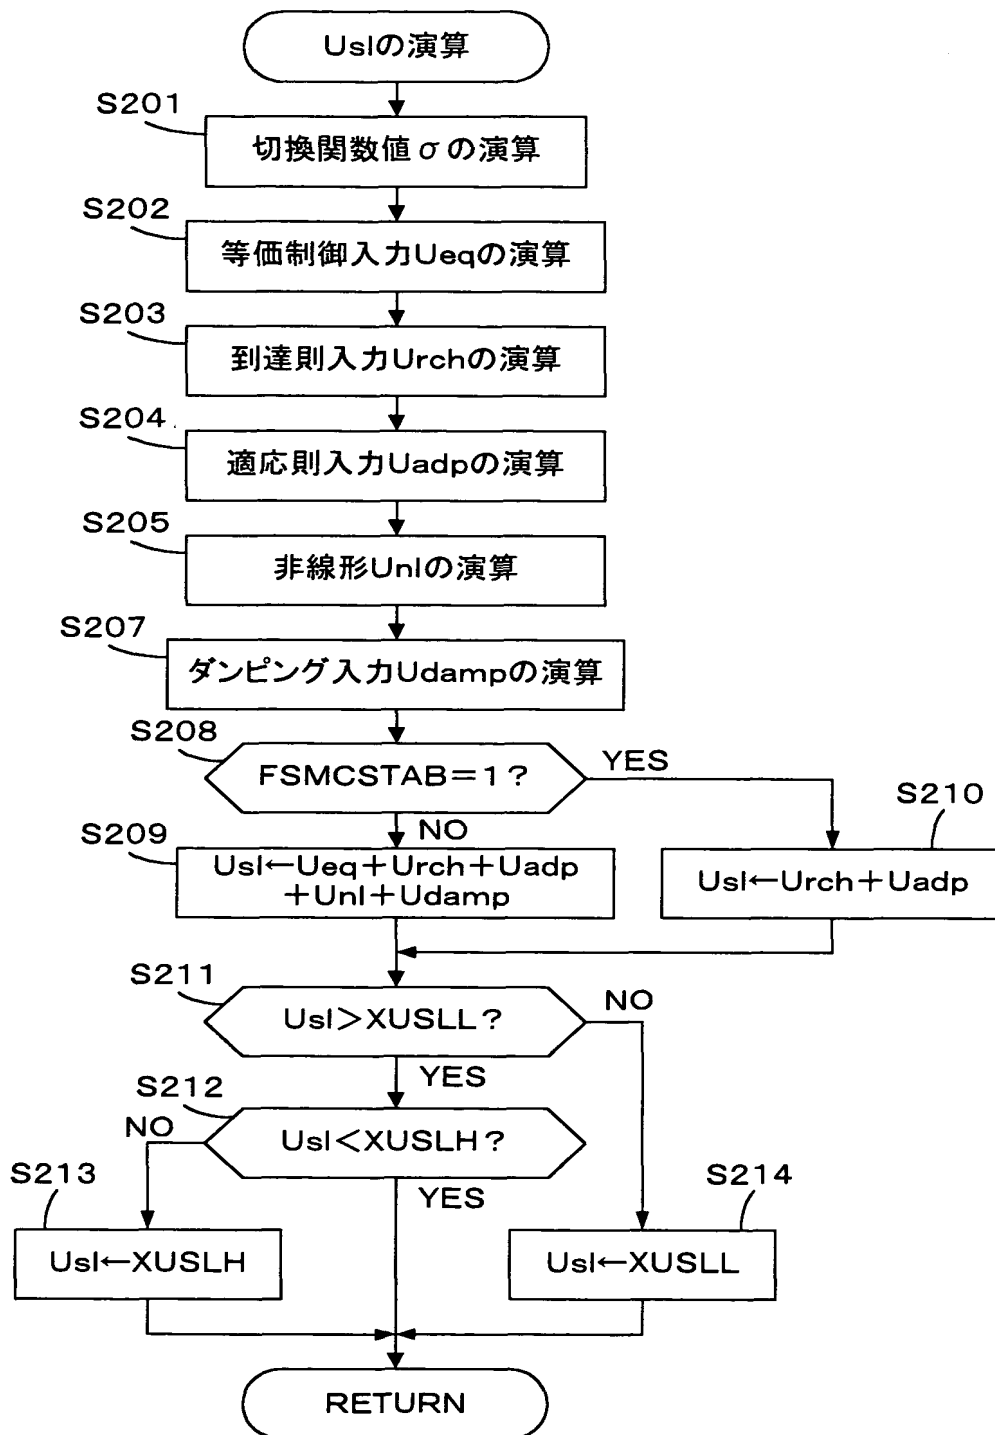 Uslの演算
S201
切換関数値σの演算
S202
等価制御入力Ueqの演算
S203
到達則入力Urchの演算
S204
適応則入力Uadpの演算
S205
非線形Unlの演算
S207
ダンピング入力Udampの演算
S208
FSMCSTAB＝1？
YES
NO
S209
Usl←Ueq＋Urch＋Uadp
＋Unl＋Udamp
S210
Usl←Urch＋Uadp
S211
Usl＞XUSLL？
NO
YES
S212
Usl＜XUSLH？
NO
YES
S213
Usl←XUSLH
S214
Usl←XUSLL
RETURN